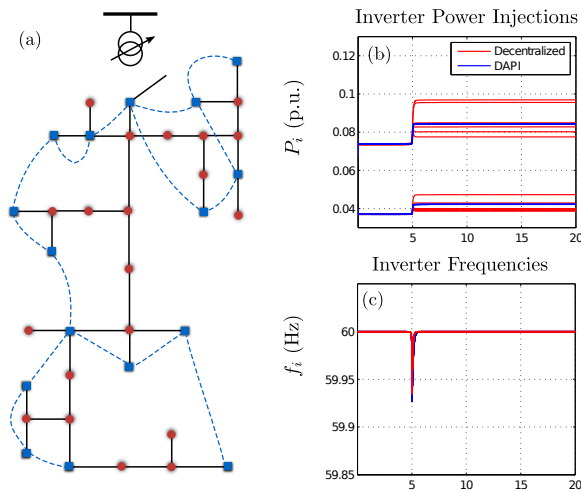 (a)
Inverter Power Injections
(b)
Decentralized
DAPI
P_i (p.u.)
0.12
0.1
0.08
0.06
0.04
5 10 15 20
Inverter Frequencies
(c)
f_i (Hz)
60
59.95
59.9
59.85
5 10 15 20